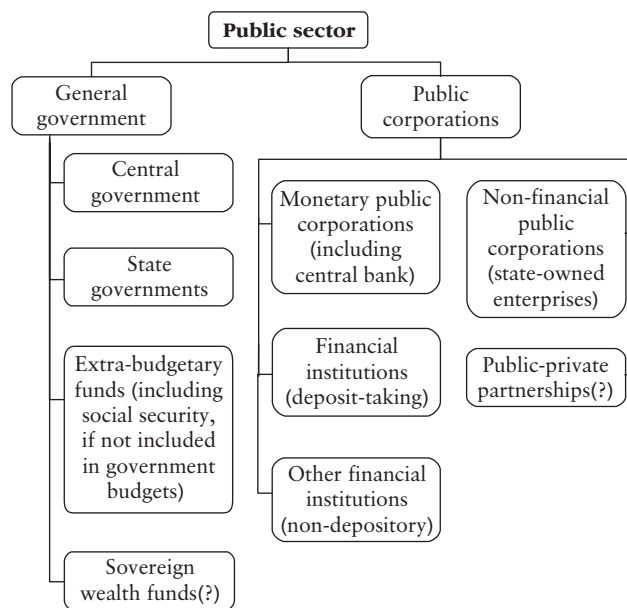 Public sector
General
government
Public
corporations
Central
government
State
governments
Extra-budgetary
funds (including
social security,
if not included
in government
budgets)
Sovereign
wealth funds(?)
Monetary public
corporations
(including
central bank)
Financial
institutions
(deposit-taking)
Other financial
institutions
(non-depository)
Non-financial
public
corporations
(state-owned
enterprises)
Public-private
partnerships(?)